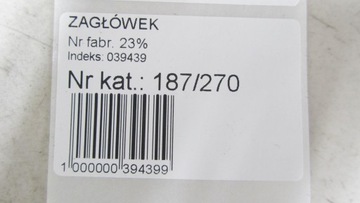 ZAGŁÓWEK
Nr fabr. 23%
Indeks: 039439
Nr kat.: 187/270
1 000000 394399